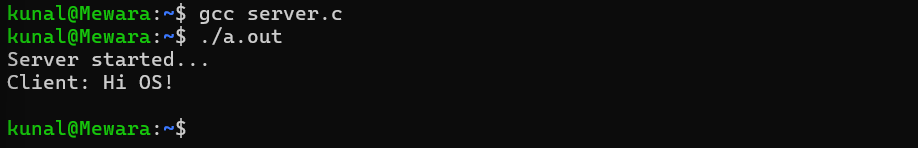 kunal@Mewara:~$ gcc server.c
kunal@Mewara:~$ ./a.out
Server started...
Client: Hi OS!
kunal@Mewara:~$